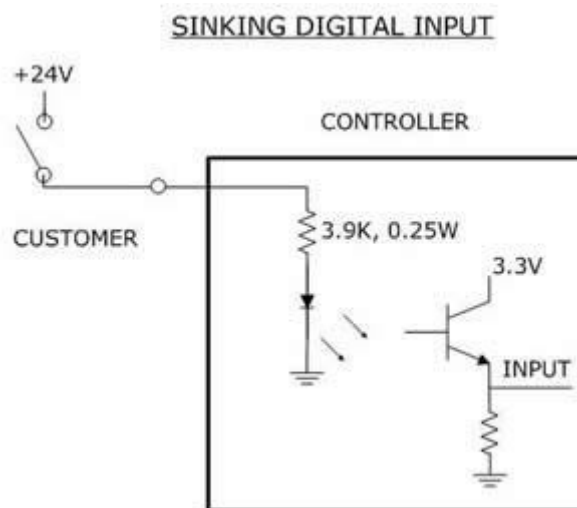 SINKING DIGITAL INPUT
+24V
CONTROLLER
CUSTOMER
3.9K, 0.25W
3.3V
INPUT